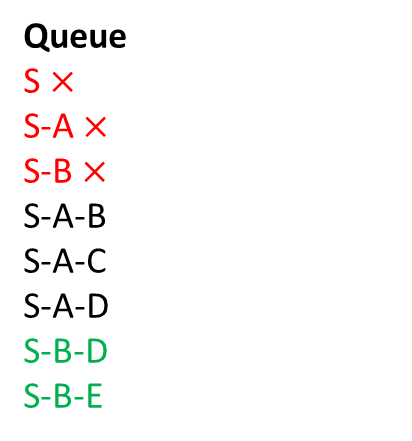 Queue
S ×
S-A ×
S-B ×
S-A-B
S-A-C
S-A-D
S-B-D
S-B-E